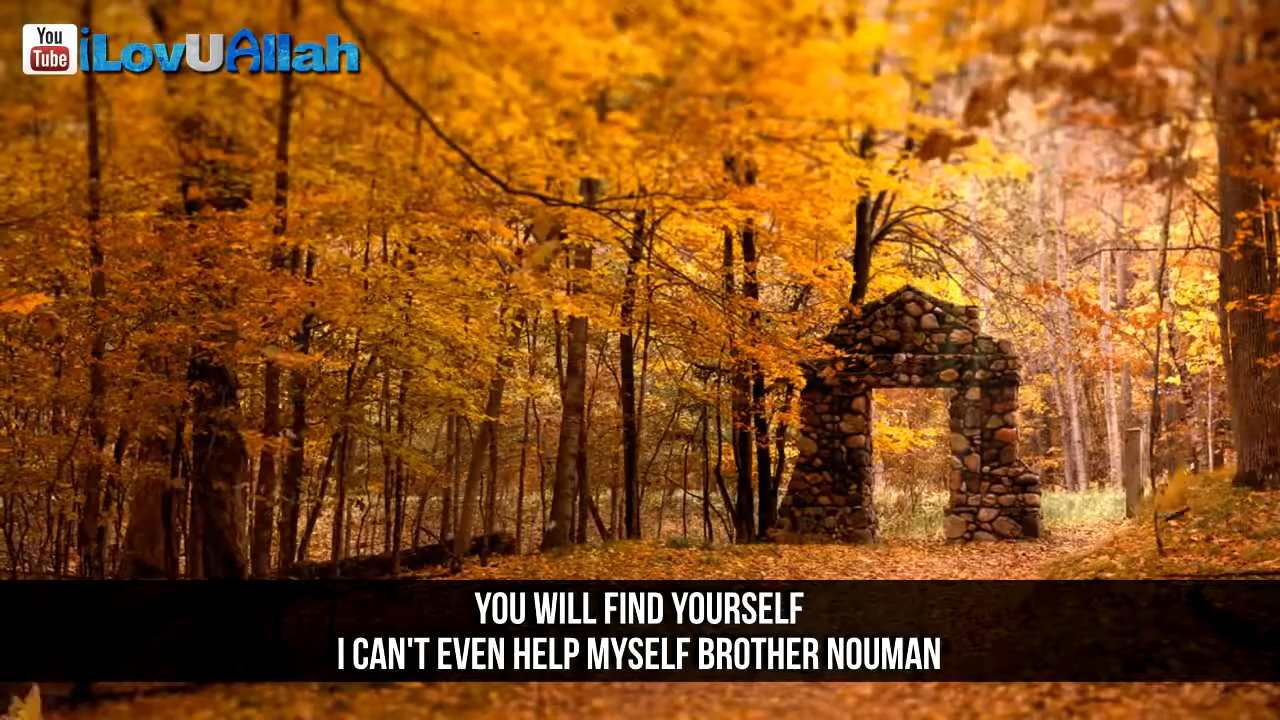 You Tube iLovUAllah
YOU WILL FIND YOURSELF
I CAN'T EVEN HELP MYSELF BROTHER NOUMAN